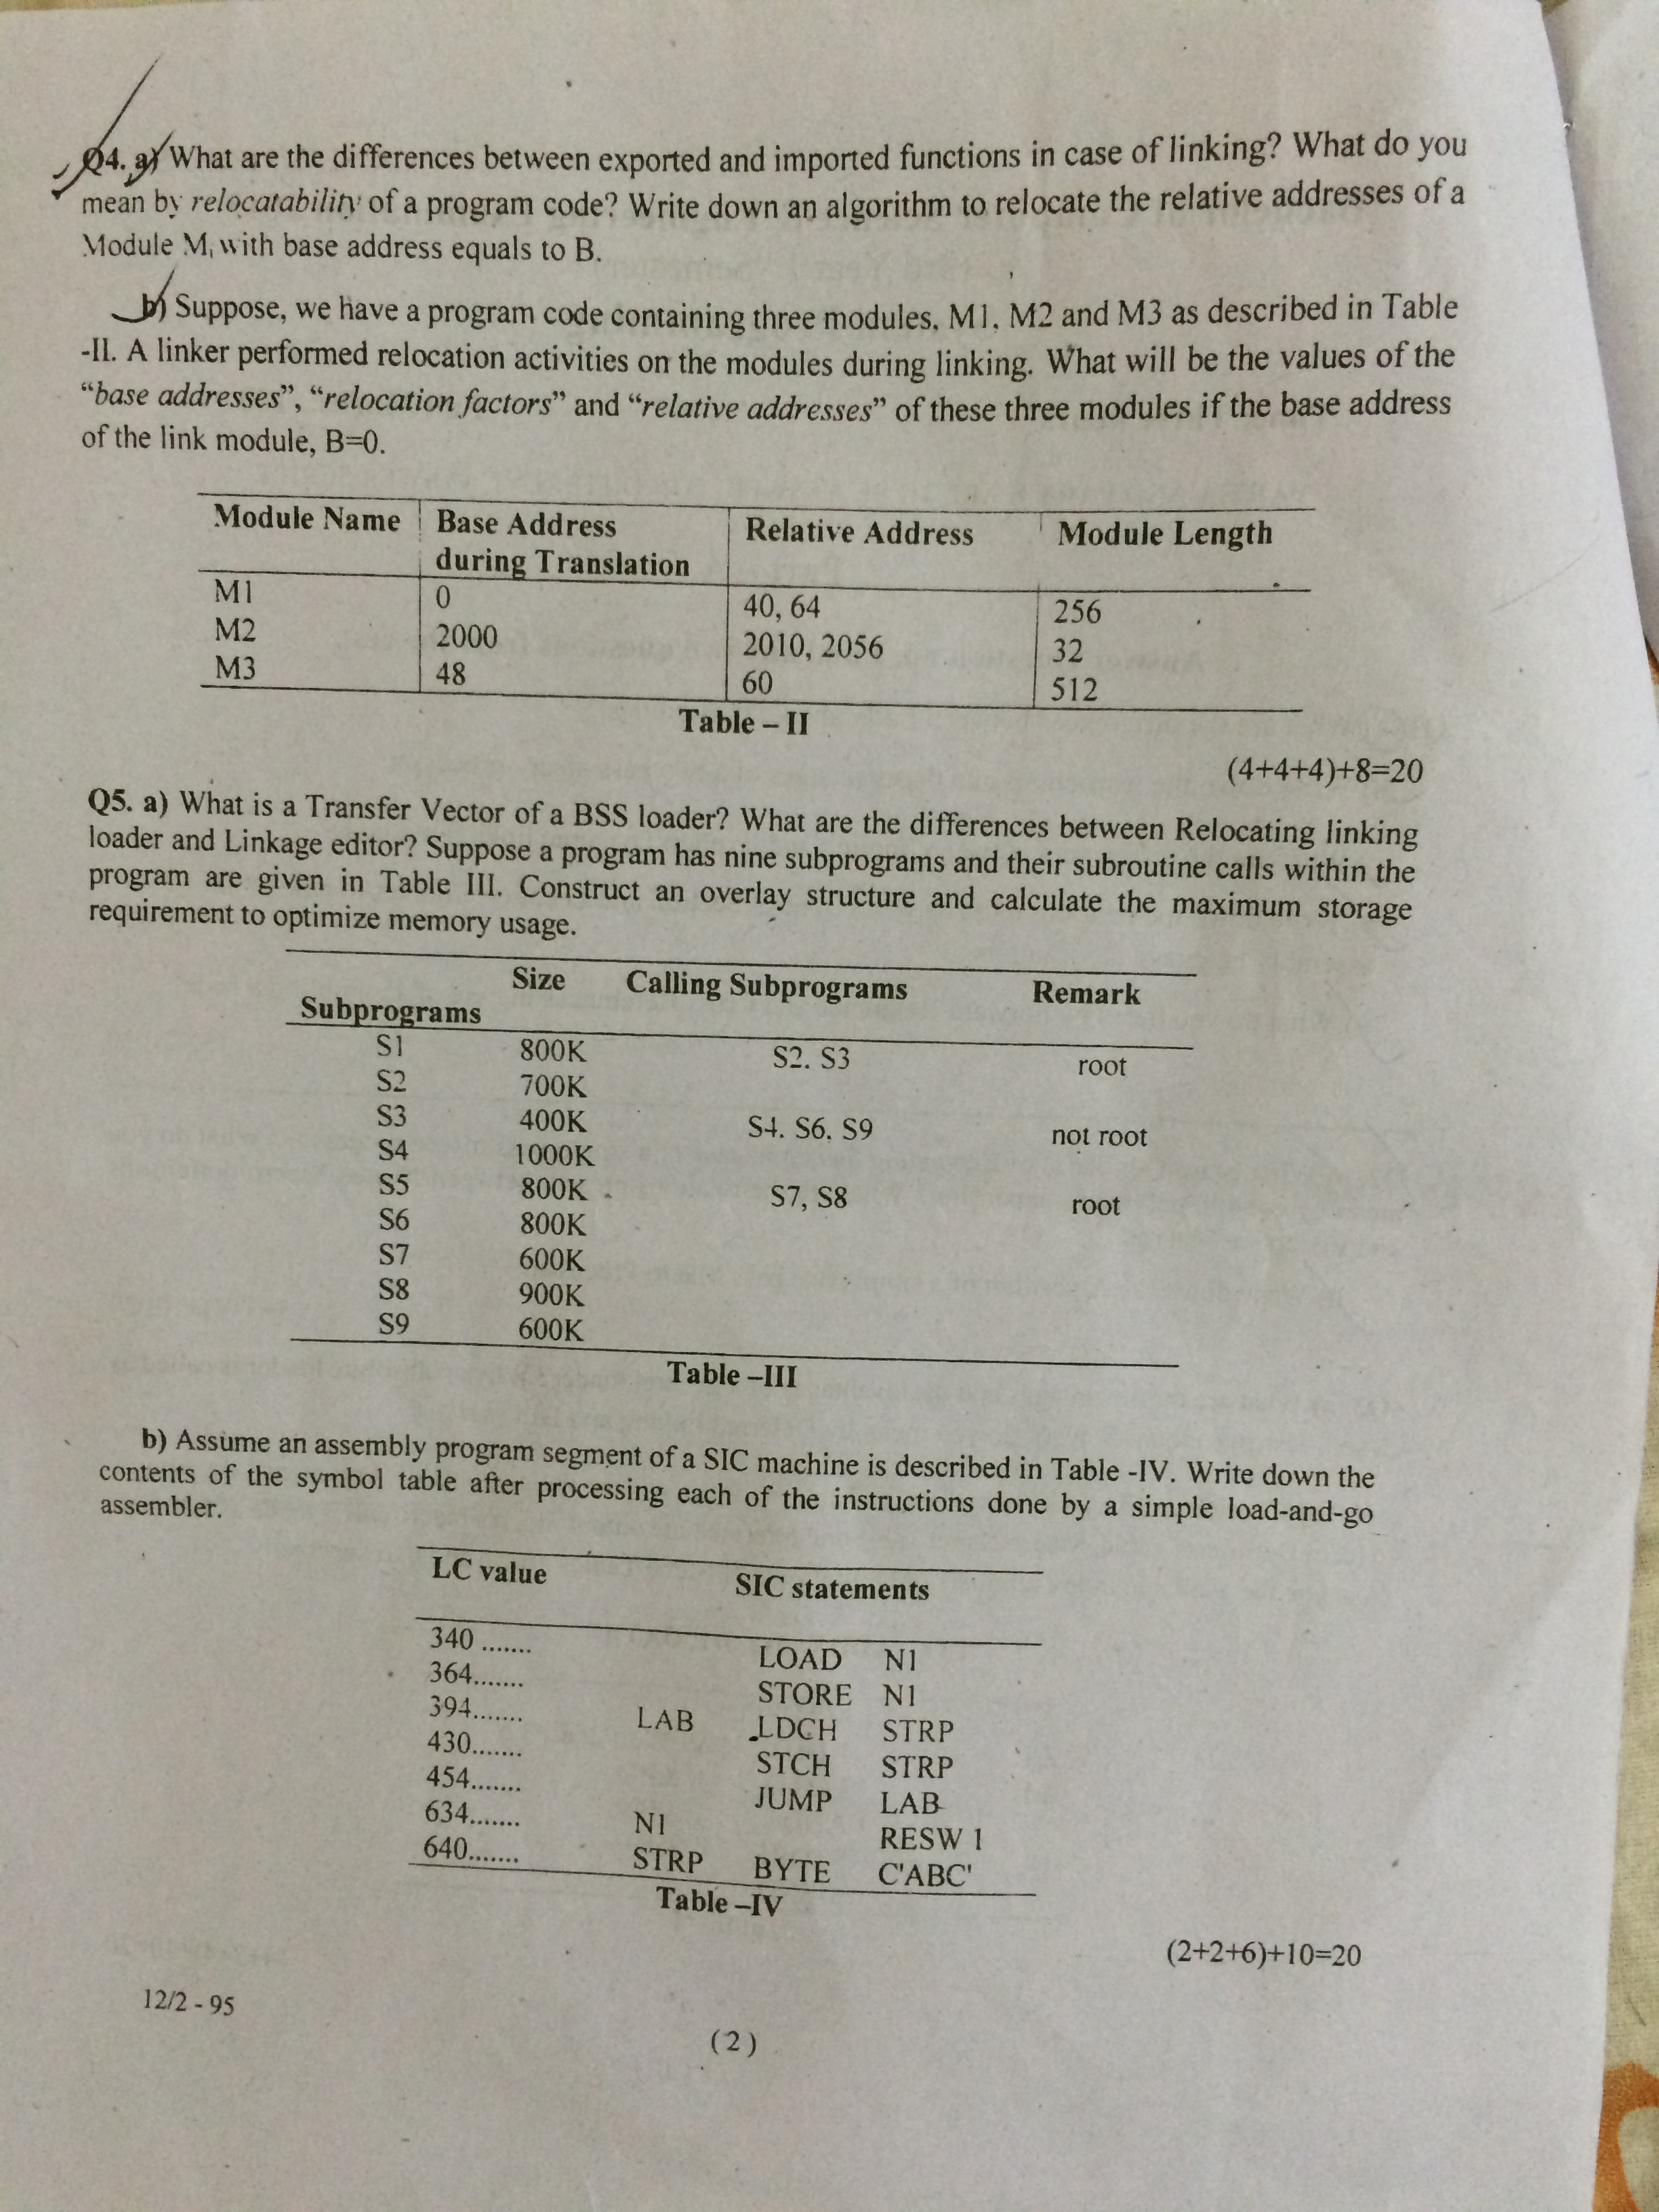 Q4. a) What are the differences between exported and imported functions in case of linking? What do you
mean by relocatability of a program code? Write down an algorithm to relocate the relative addresses of a
Module Mi with base address equals to B.
b) Suppose, we have a program code containing three modules, M1, M2 and M3 as described in Table
-II. A linker performed relocation activities on the modules during linking. What will be the values of the
“base addresses”, “relocation factors” and “relative addresses” of these three modules if the base address
of the link module, B=0.
Module Name Base Address during Translation Relative Address Module Length
M1 0 40, 64 256
M2 2000 2010, 2056 32
M3 48 60 512
Table – II
(4+4+4)+8=20
Q5. a) What is a Transfer Vector of a BSS loader? What are the differences between Relocating linking
loader and Linkage editor? Suppose a program has nine subprograms and their subroutine calls within the
program are given in Table III. Construct an overlay structure and calculate the maximum storage
requirement to optimize memory usage.
Subprograms Size Calling Subprograms Remark
S1 800K S2. S3 root
S2 700K
S3 400K S4. S6. S9 not root
S4 1000K
S5 800K S7, S8 root
S6 800K
S7 600K
S8 900K
S9 600K
Table –III
b) Assume an assembly program segment of a SIC machine is described in Table -IV. Write down the
contents of the symbol table after processing each of the instructions done by a simple load-and-go
assembler.
LC value SIC statements
340 ....... LOAD N1
364....... STORE N1
394....... LAB LDCH STRP
430....... STCH STRP
454....... JUMP LAB
634....... N1 RESW 1
640....... STRP BYTE C'ABC'
Table –IV
(2+2+6)+10=20
12/2 - 95
(2)